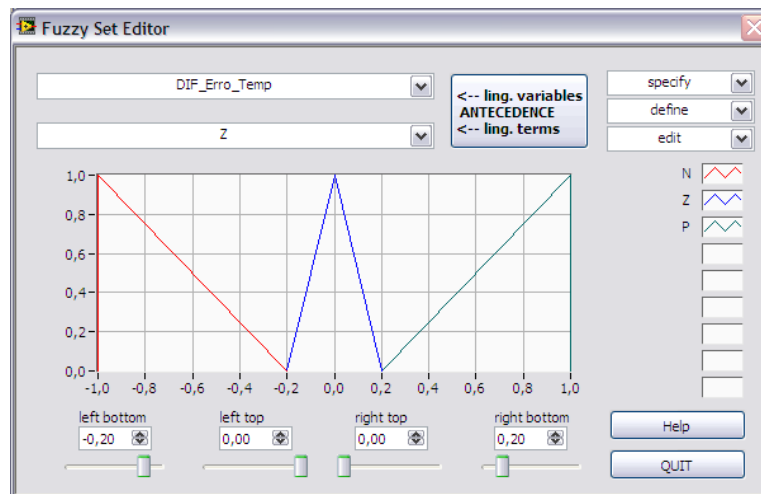 Fuzzy Set Editor
DIF_Erro_Temp
<-- ling. variables
ANTECEDENCE
<-- ling. terms
specify
define
Z
edit
N
Z
P
1,0
0,8
0,6
0,4
0,2
0,0
-1,0 -0,8 -0,6 -0,4 -0,2 0,0 0,2 0,4 0,6 0,8 1,0
left bottom left top right top right bottom
-0,20 0,00 0,00 0,20
Help
QUIT